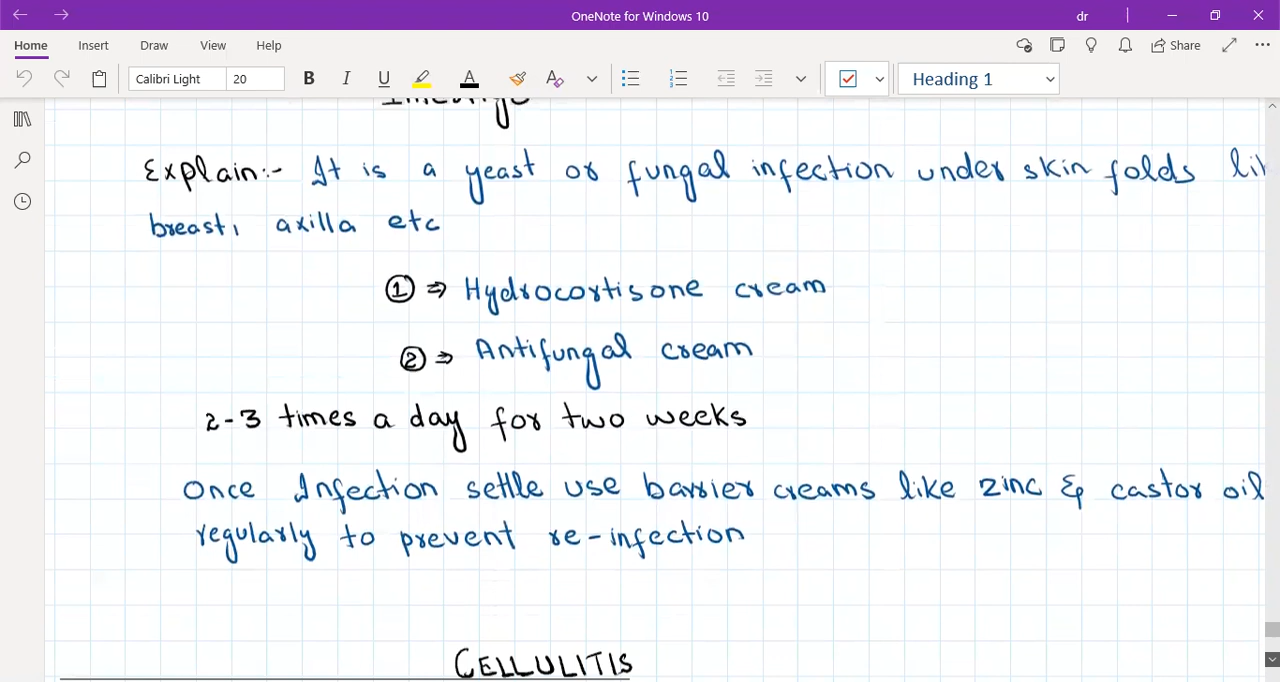 OneNote for Windows 10
dr
Home Insert Draw View Help
Share
Calibri Light 20 B I U A A Heading 1
Explain:- It is a yeast or fungal infection under skin folds lik
breast, axilla etc
1 ⇒ Hydrocortisone cream
2 ⇒ Antifungal cream
2-3 times a day for two weeks
Once Infection settle use barrier creams like zinc & castor oil
regularly to prevent re-infection
CELLULITIS